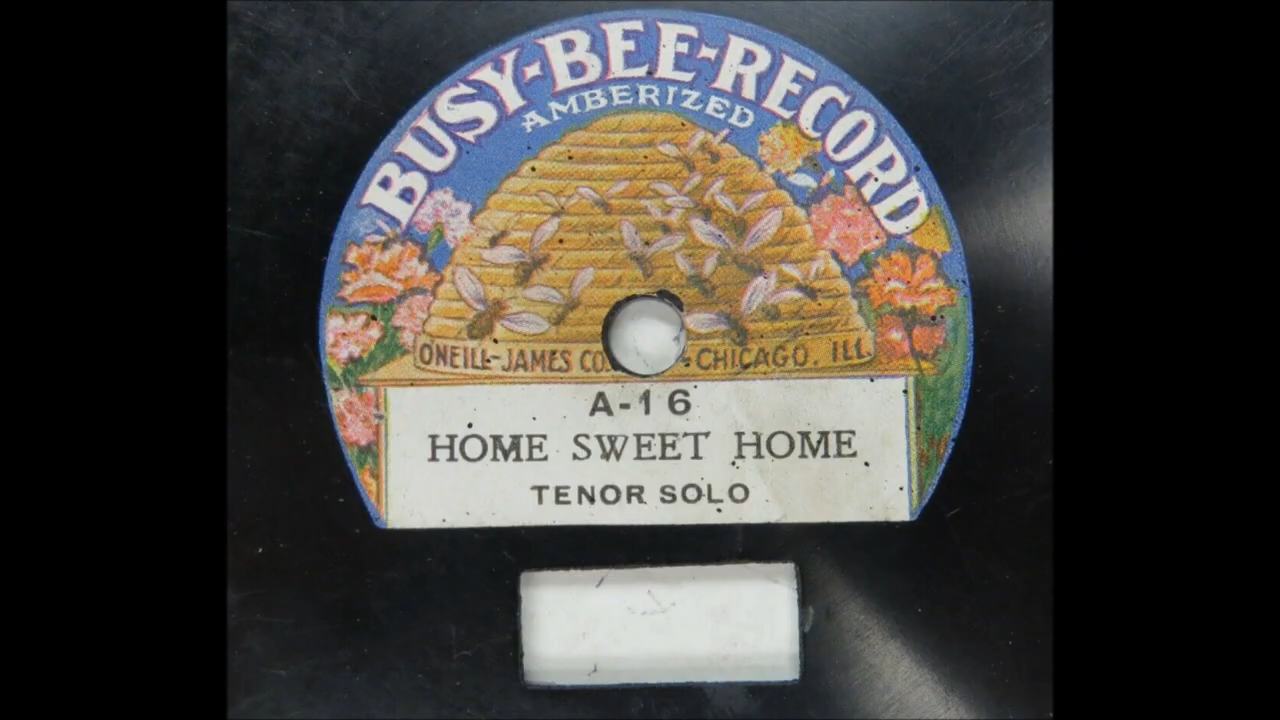 BUSY-BEE-RECORD
AMBERIZED
ONEILL-JAMES CO. CHICAGO. ILL.
A-16
HOME SWEET HOME
TENOR SOLO